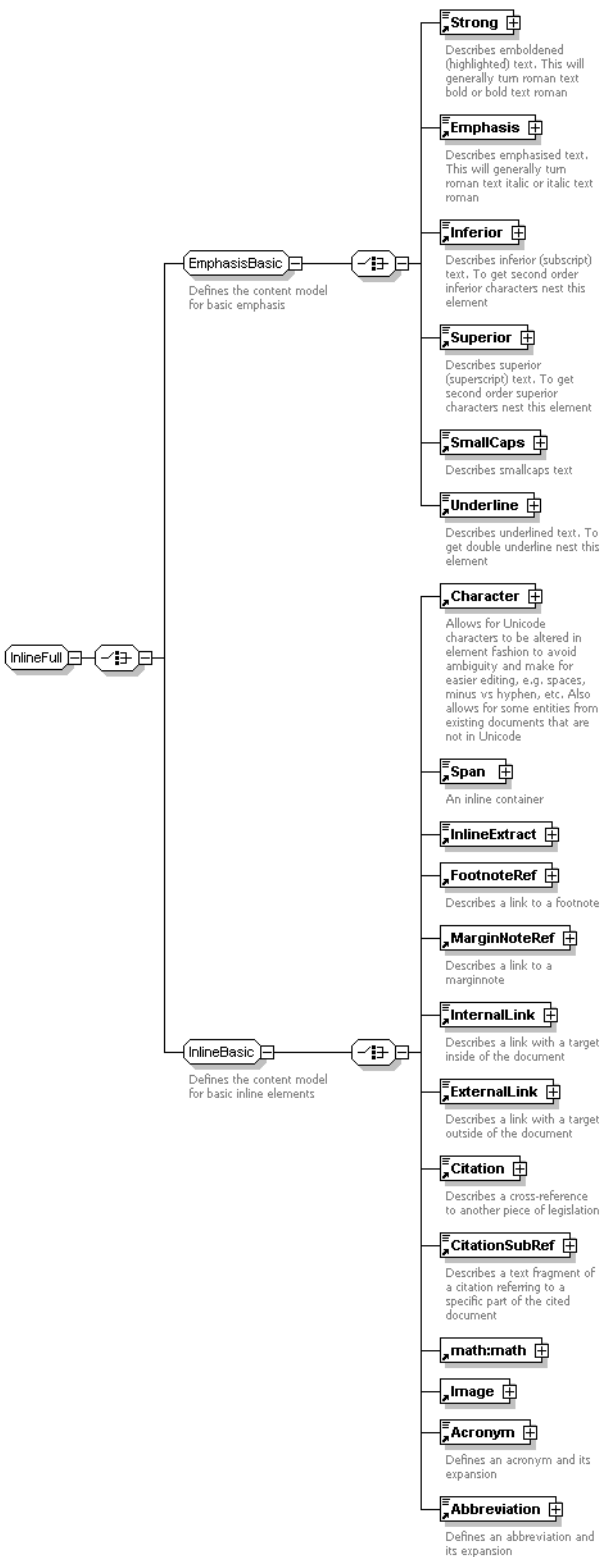 Strong
Describes emboldened
(highlighted) text. This will
generally turn roman text
bold or bold text roman
Emphasis
Describes emphasised text.
This will generally turn
roman text italic or italic text
roman
Inferior
Describes inferior (subscript)
text. To get second order
inferior characters nest this
element
EmphasisBasic
Defines the content model
for basic emphasis
Superior
Describes superior
(superscript) text. To get
second order superior
characters nest this element
SmallCaps
Describes smallcaps text
Underline
Describes underlined text. To
get double underline nest this
element
InlineFull
Character
Allows for Unicode
characters to be altered in
element fashion to avoid
ambiguity and make for
easier editing, e.g. spaces,
minus vs hyphen, etc. Also
allows for some entities from
existing documents that are
not in Unicode
Span
An inline container
InlineExtract
FootnoteRef
Describes a link to a footnote
MarginNoteRef
Describes a link to a
marginnote
InternalLink
Describes a link with a target
inside of the document
InlineBasic
Defines the content model
for basic inline elements
ExternalLink
Describes a link with a target
outside of the document
Citation
Describes a cross-reference
to another piece of legislation
CitationSubRef
Describes a text fragment of
a citation referring to a
specific part of the cited
document
math:math
Image
Acronym
Defines an acronym and its
expansion
Abbreviation
Defines an abbreviation and
its expansion